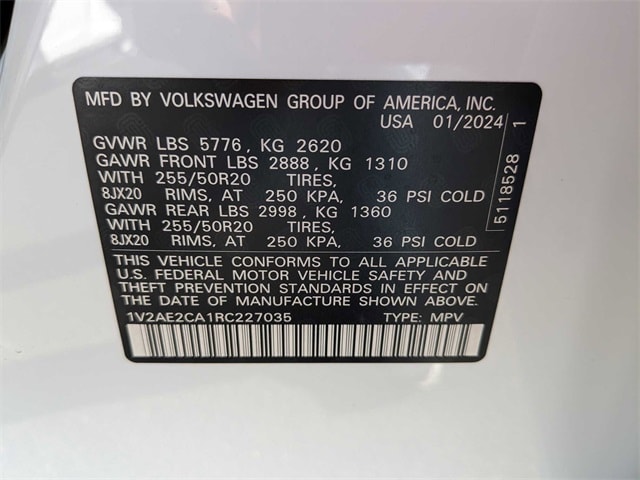 MFD BY VOLKSWAGEN GROUP OF AMERICA, INC.
USA 01/2024
GVWR LBS 5776 , KG 2620
GAWR FRONT LBS 2888 , KG 1310
WITH 255/50R20 TIRES,
8JX20 RIMS, AT 250 KPA, 36 PSI COLD
GAWR REAR LBS 2998 , KG 1360
WITH 255/50R20 TIRES,
8JX20 RIMS, AT 250 KPA, 36 PSI COLD
THIS VEHICLE CONFORMS TO ALL APPLICABLE
U.S. FEDERAL MOTOR VEHICLE SAFETY AND
THEFT PREVENTION STANDARDS IN EFFECT ON
THE DATE OF MANUFACTURE SHOWN ABOVE.
1V2AE2CA1RC227035 TYPE: MPV
5118528 1